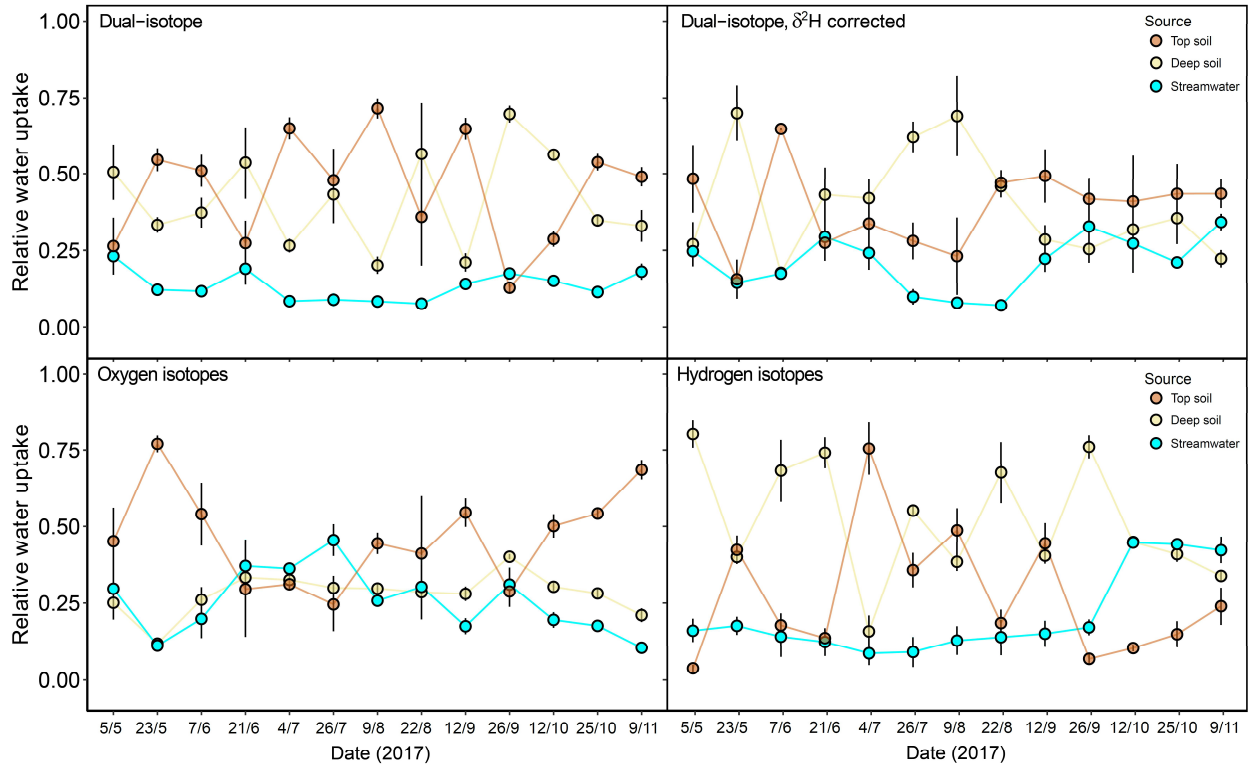 Dual-isotope
Relative water uptake
1.00
0.75
0.50
0.25
0.00
Dual-isotope, δ²H corrected
Source
Top soil
Deep soil
Streamwater
Oxygen isotopes
Relative water uptake
1.00
0.75
0.50
0.25
0.00
5/5 23/5 7/6 21/6 4/7 26/7 9/8 22/8 12/9 26/9 12/10 25/10 9/11
Date (2017)
Hydrogen isotopes
Source
Top soil
Deep soil
Streamwater
5/5 23/5 7/6 21/6 4/7 26/7 9/8 22/8 12/9 26/9 12/10 25/10 9/11
Date (2017)